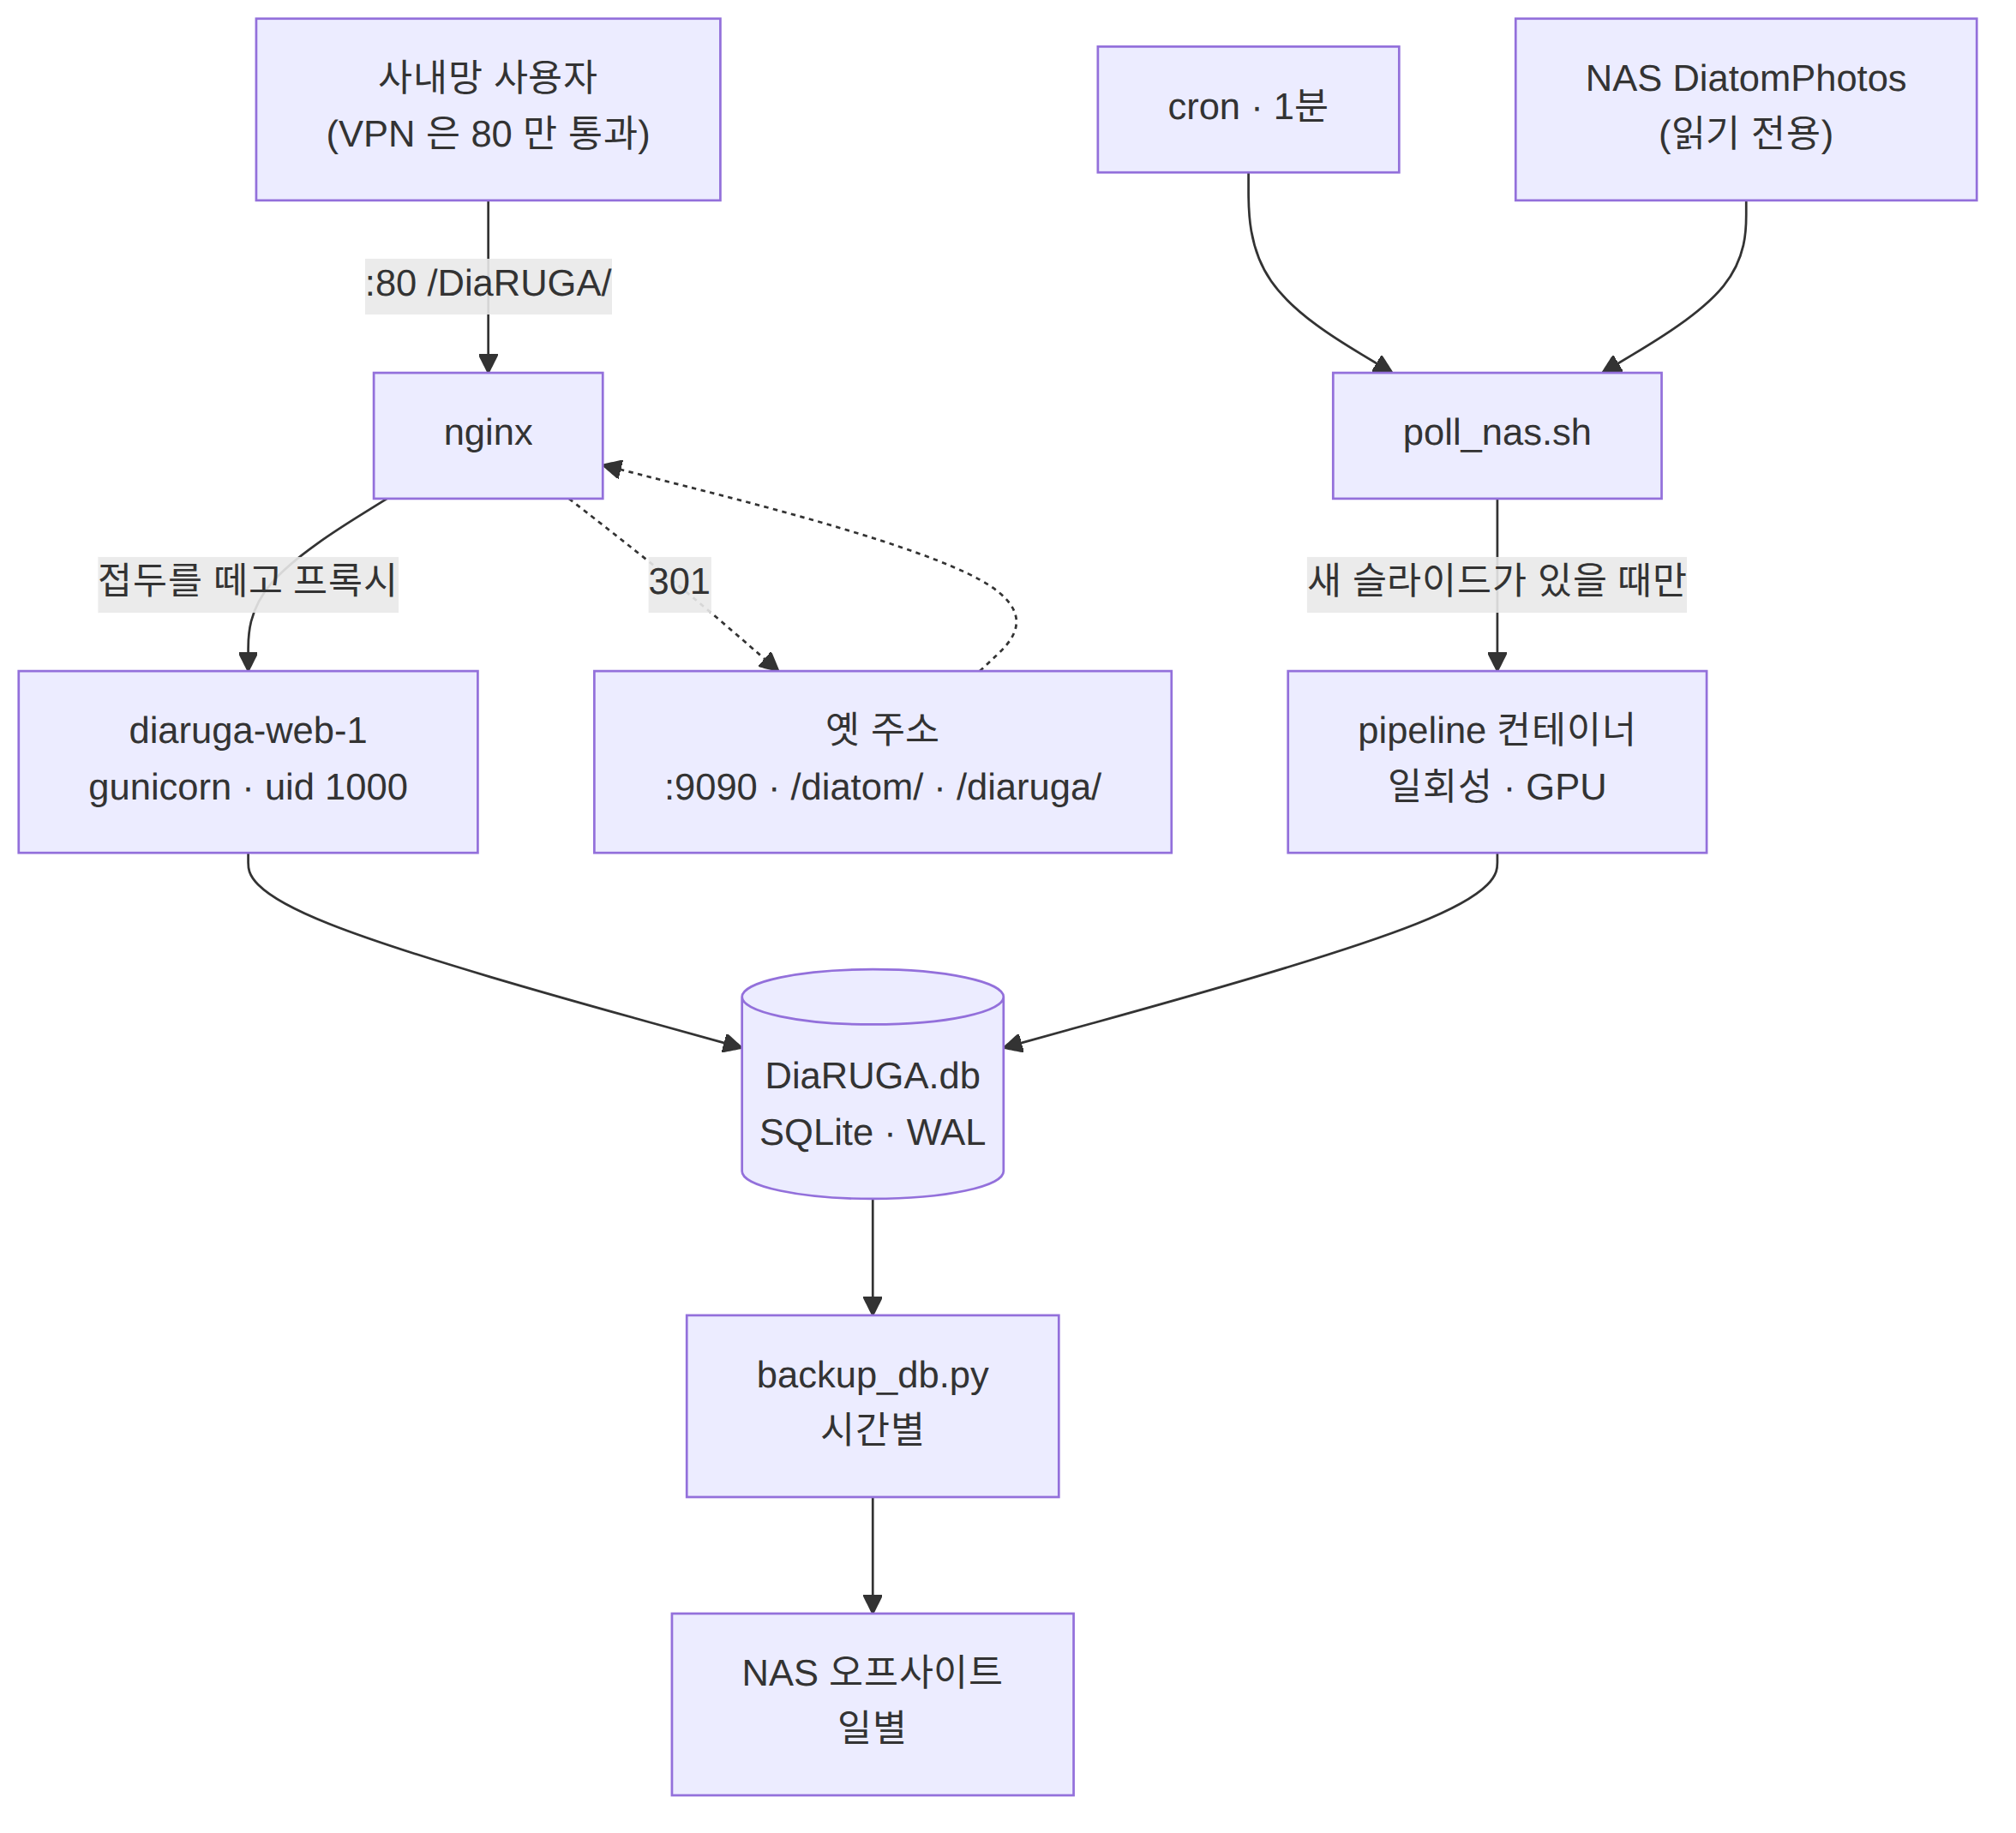 사내망 사용자
(VPN 은 80 만 통과)
cron · 1분
NAS DiatomPhotos
(읽기 전용)
:80 /DiaRUGA/
nginx
poll_nas.sh
접두를 떼고 프록시
301
새 슬라이드가 있을 때만
diaruga-web-1
gunicorn · uid 1000
옛 주소
:9090 · /diatom/ · /diaruga/
pipeline 컨테이너
일회성 · GPU
DiaRUGA.db
SQLite · WAL
backup_db.py
시간별
NAS 오프사이트
일별